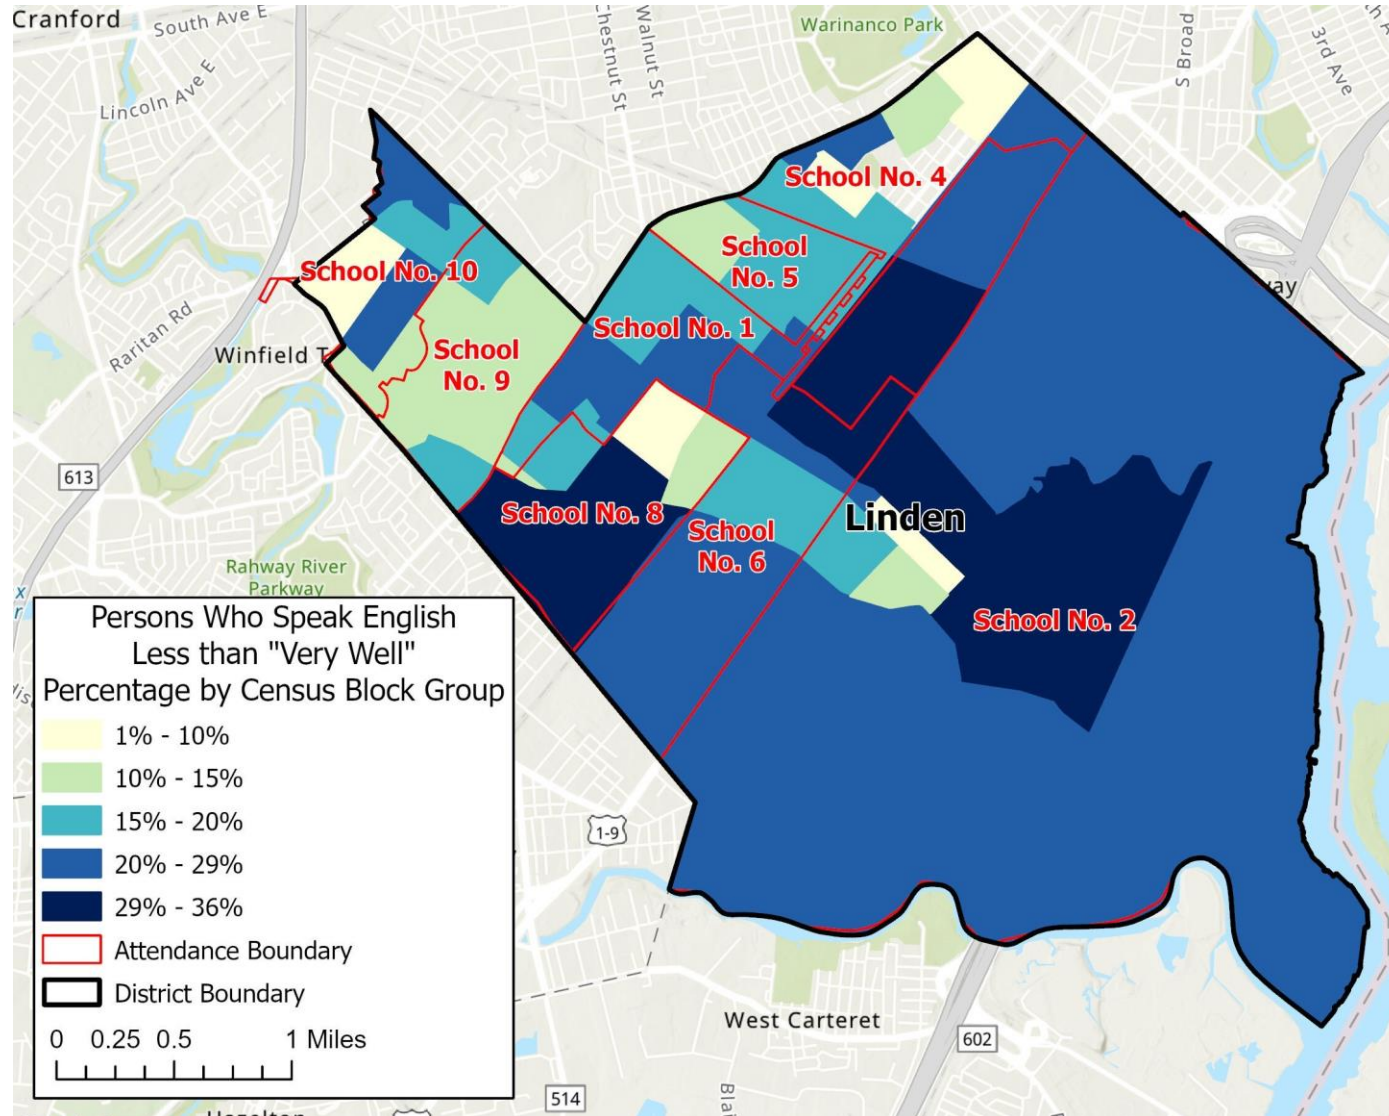 Cranford
South Ave E
Chestnut St
Walnut St
Warinanco Park
S Broad
3rd Ave
Lincoln Ave E
School No. 4
School
No. 5
School No. 10
Raritan Rd
School No. 1
Winfield T
School
No. 9
613
School No. 8
School
No. 6
Linden
School No. 2
Rahway River
Parkway
Persons Who Speak English
Less than "Very Well"
Percentage by Census Block Group
1% - 10%
10% - 15%
15% - 20%
20% - 29%
29% - 36%
Attendance Boundary
District Boundary
0 0.25 0.5 1 Miles
1-9
West Carteret
602
514